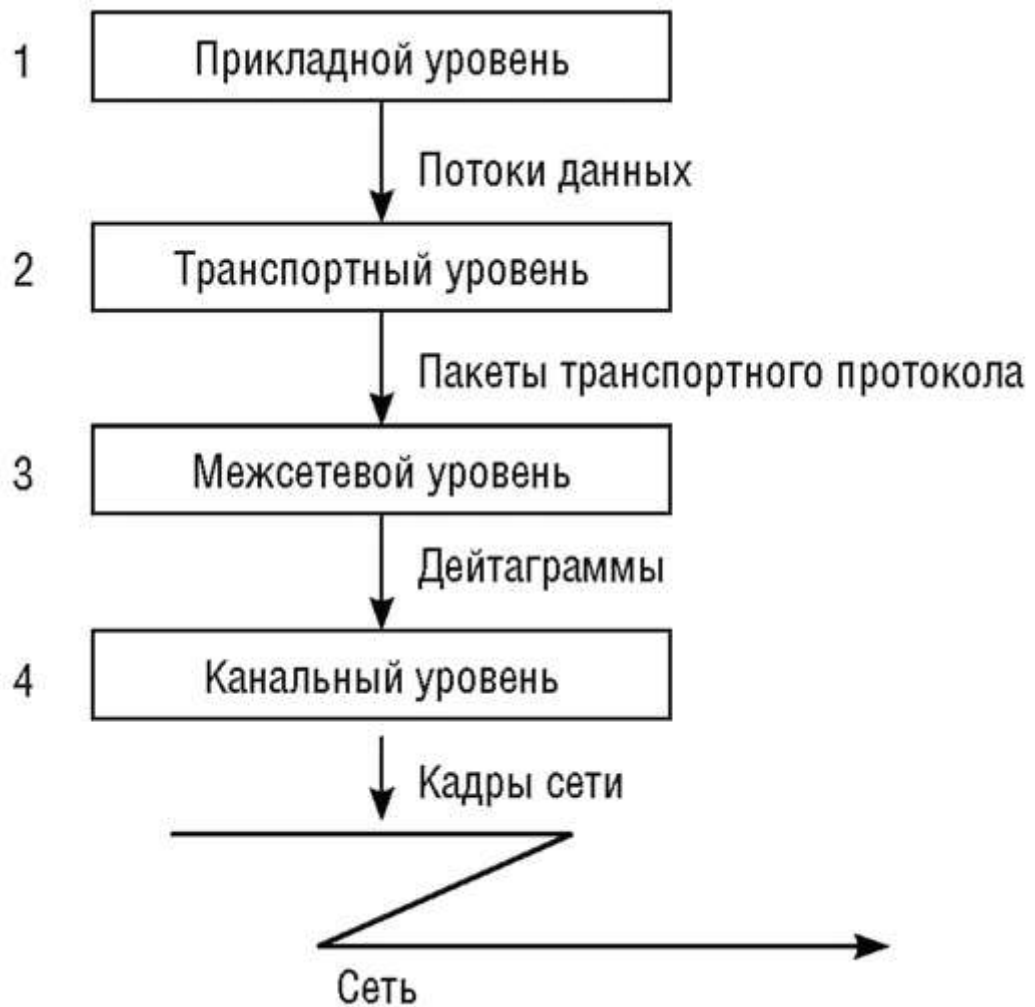 1 Прикладной уровень
Потоки данных
2 Транспортный уровень
Пакеты транспортного протокола
3 Межсетевой уровень
Дейтаграммы
4 Канальный уровень
Кадры сети
Сеть